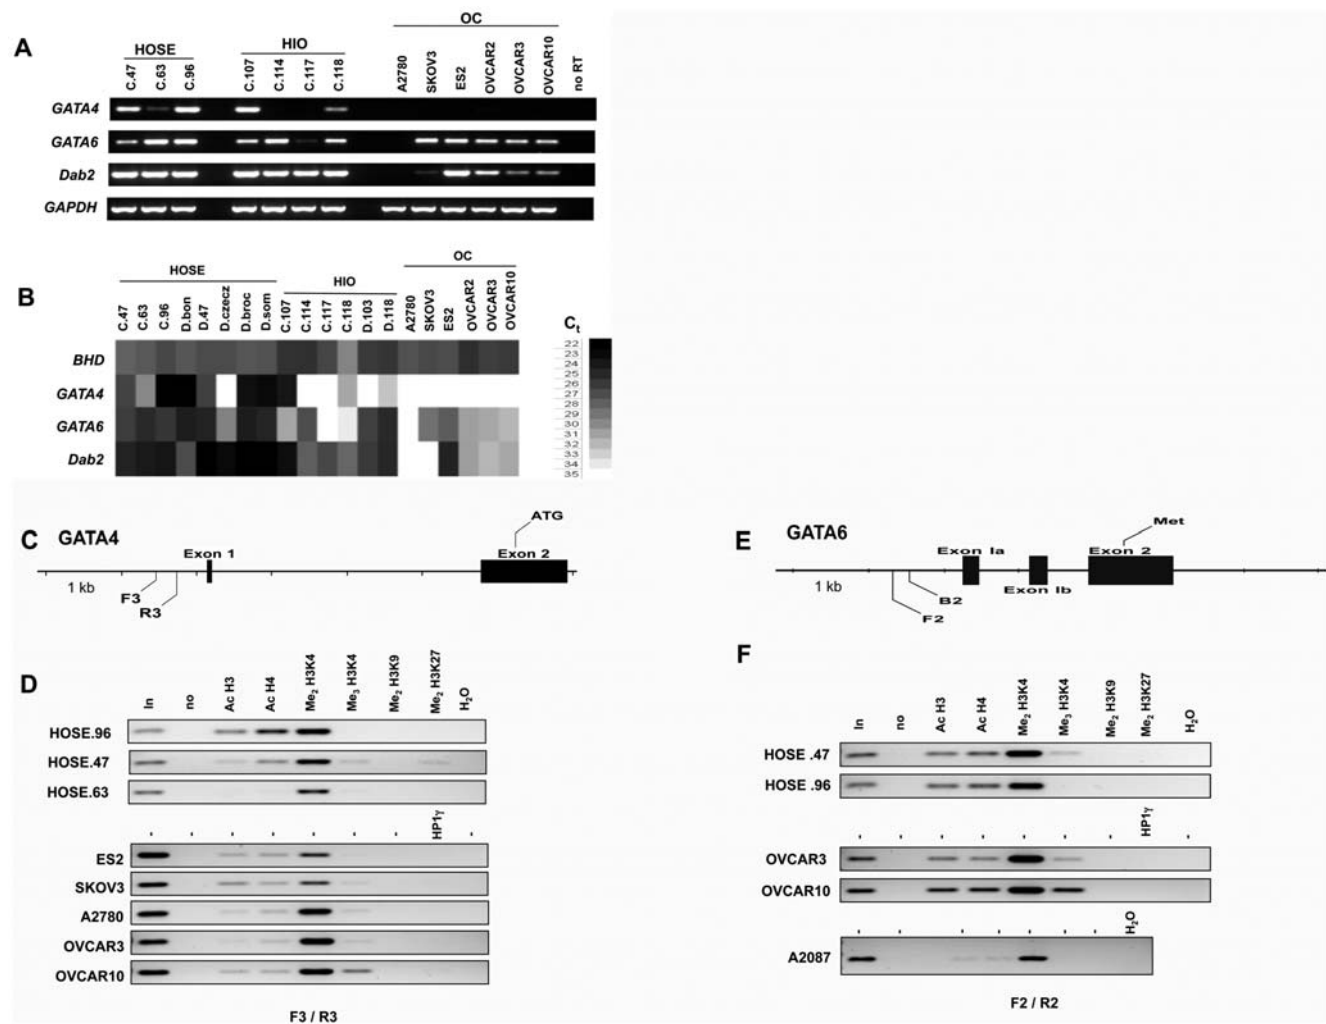 A
HOSE
HIO
OC
C.47
C.63
C.96
C.107
C.114
C.117
C.118
A2780
SKOV3
ES2
OVCAR2
OVCAR3
OVCAR10
no RT
GATA4
GATA6
Dab2
GAPDH
B
HOSE
HIO
OC
C.47
C.63
C.96
D.bon
D.47
D.czecz
D.broc
D.som
C.107
C.114
C.117
C.118
D.103
D.118
A2780
SKOV3
ES2
OVCAR2
OVCAR3
OVCAR10
BHD
GATA4
GATA6
Dab2
Ct
22
23
24
25
26
27
28
29
30
31
33
34
35
C GATA4
Exon 1
ATG
Exon 2
1 kb
F3
R3
D
In
no
Ac H3
Ac H4
Me2 H3K4
Me3 H3K4
Me2 H3K9
Me2 H3K27
H2O
HOSE.96
HOSE.47
HOSE.63
- - - - - - - HP1γ -
ES2
SKOV3
A2780
OVCAR3
OVCAR10
F3 / R3
E GATA6
Exon Ia
Exon Ib
Met
Exon 2
1 kb
B2
F2
F
In
no
Ac H3
Ac H4
Me2 H3K4
Me3 H3K4
Me2 H3K9
Me2 H3K27
H2O
HOSE .47
HOSE .96
- - - - - - - HP1γ -
OVCAR3
OVCAR10
- - - - - - - H2O
A2087
F2 / R2